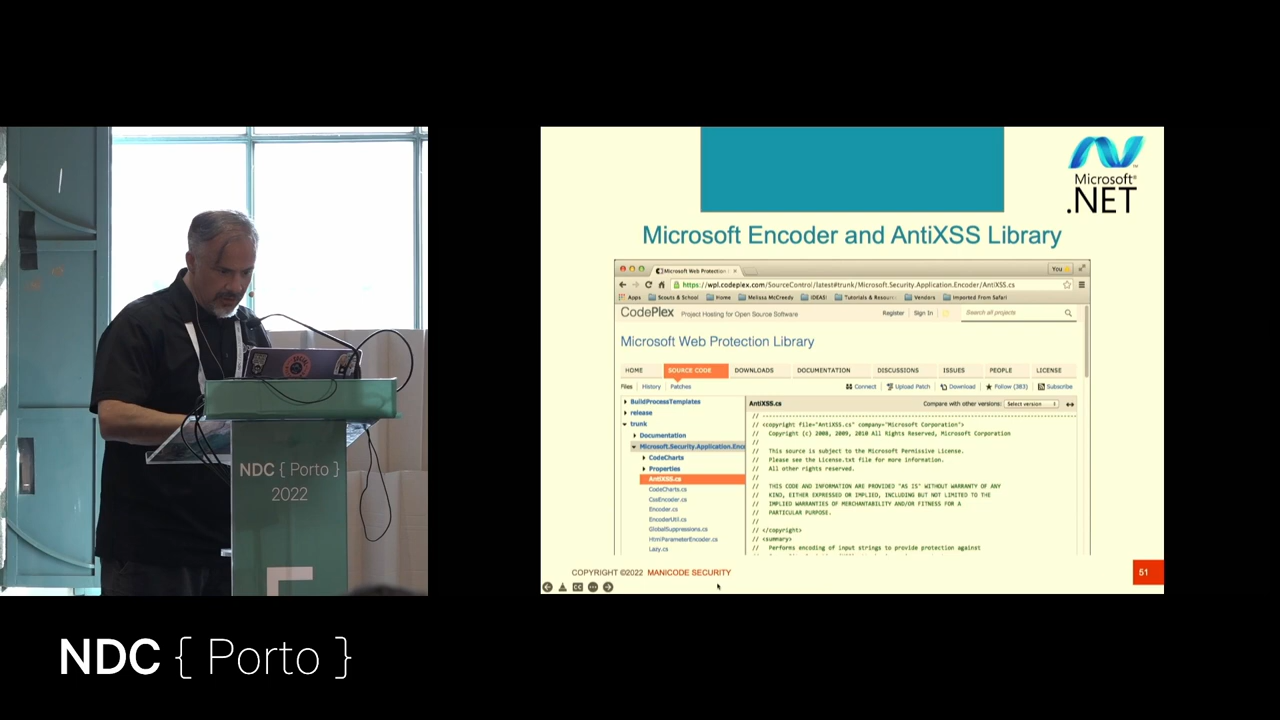 NDC { Porto }
2022
Microsoft®
.NET
Microsoft Encoder and AntiXSS Library
Microsoft Web Protection
You
https://wpl.codeplex.com/SourceControl/latest#trunk/Microsoft.Security.Application.Encoder/AntiXSS.cs
Apps Scouts & School Home Melissa McCreedy IDEAS! Tutorials & Resourc Vendors Imported From Safari
CodePlex Project Hosting for Open Source Software Register Sign In Search all projects
Microsoft Web Protection Library
HOME SOURCE CODE DOWNLOADS DOCUMENTATION DISCUSSIONS ISSUES PEOPLE LICENSE
Files History Patches Connect Upload Patch Download Follow (383) Subscribe
BuildProcessTemplates
release
trunk
Documentation
Microsoft.Security.Application.Enco
CodeCharts
Properties
AntiXSS.cs
CodeCharts.cs
CssEncoder.cs
Encoder.cs
EncoderUtil.cs
GlobalSuppressions.cs
HtmlParameterEncoder.cs
Lazy.cs
AntiXSS.cs Compare with other versions: Select version
// <copyright file="AntiXSS.cs" company="Microsoft Corporation">
// Copyright (c) 2008, 2009, 2010 All Rights Reserved, Microsoft Corporation
//
// This source is subject to the Microsoft Permissive License.
// Please see the License.txt file for more information.
// All other rights reserved.
//
// THIS CODE AND INFORMATION ARE PROVIDED "AS IS" WITHOUT WARRANTY OF ANY
// KIND, EITHER EXPRESSED OR IMPLIED, INCLUDING BUT NOT LIMITED TO THE
// IMPLIED WARRANTIES OF MERCHANTABILITY AND/OR FITNESS FOR A
// PARTICULAR PURPOSE.
//
// </copyright>
// <summary>
// Performs encoding of input strings to provide protection against
COPYRIGHT ©2022 MANICODE SECURITY
51
NDC { Porto }